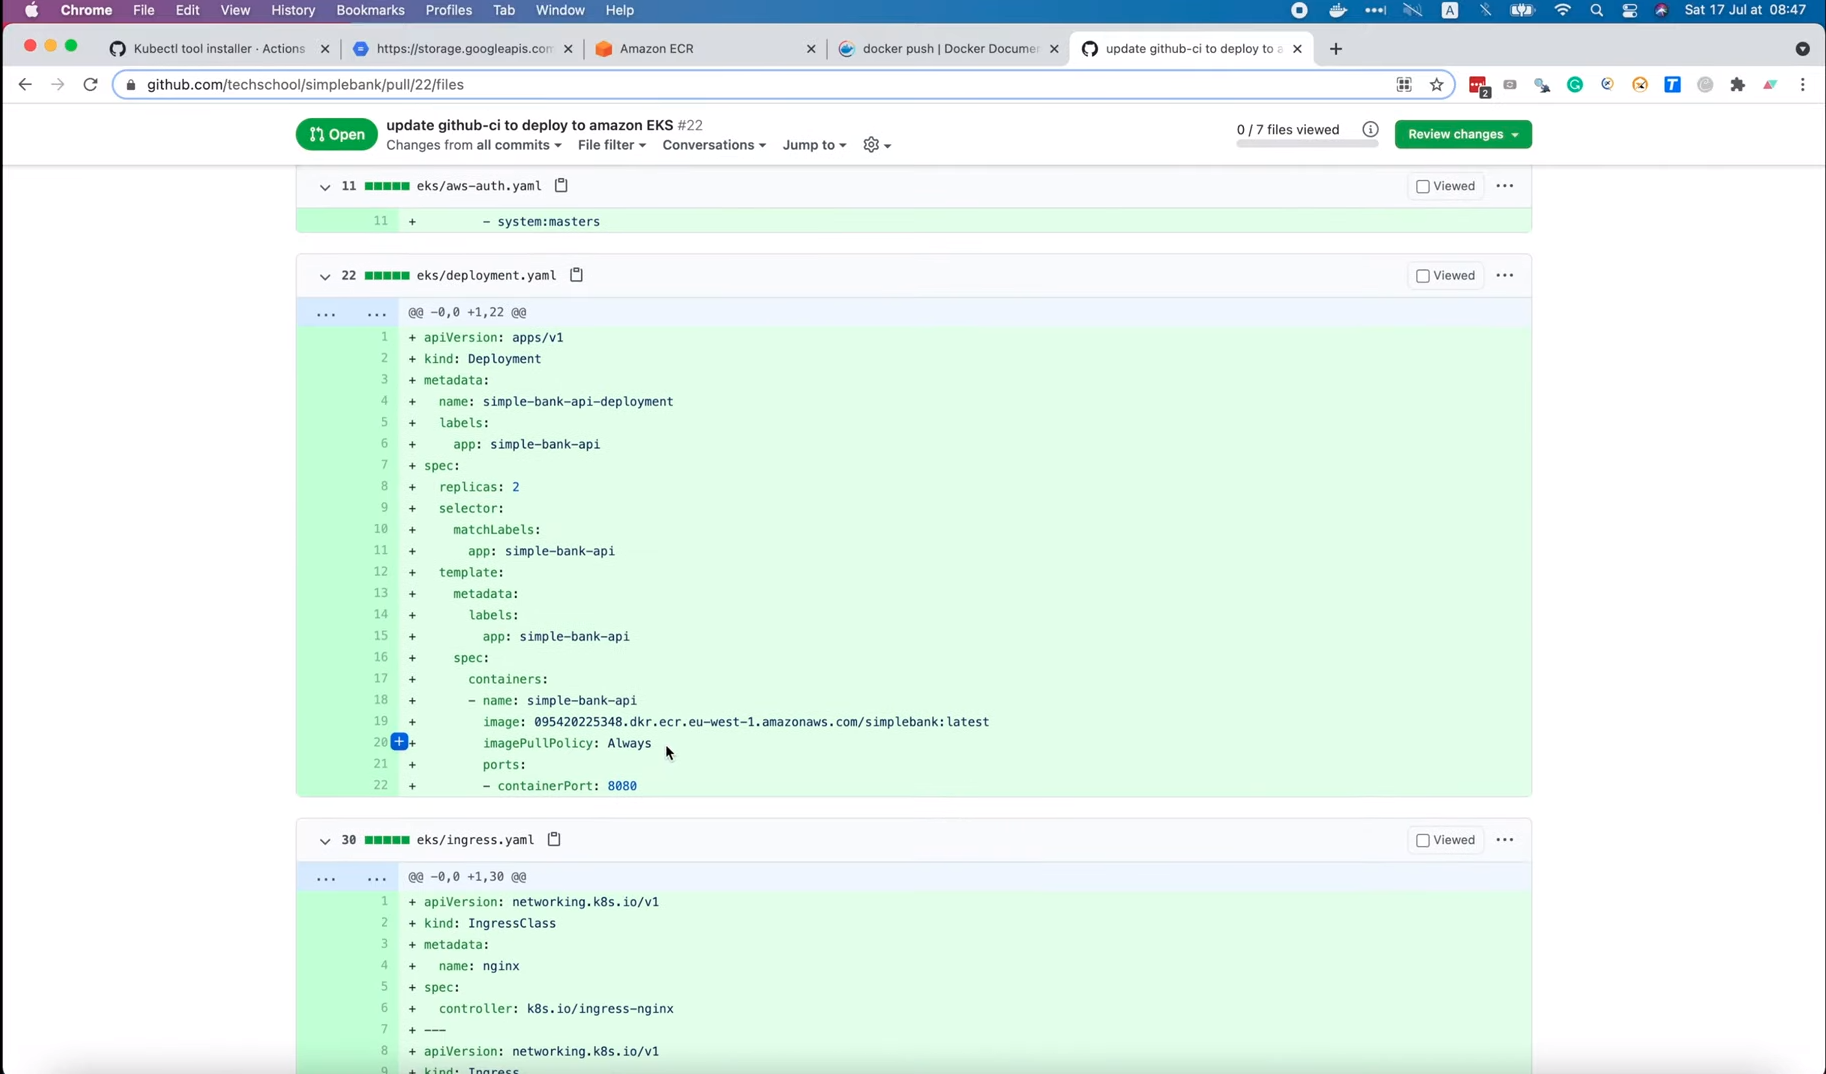 Chrome File Edit View History Bookmarks Profiles Tab Window Help A Sat 17 Jul at 08:47
Kubectl tool installer · Actions https://storage.googleapis.com Amazon ECR docker push | Docker Documen update github-ci to deploy to a
github.com/techschool/simplebank/pull/22/files 2
Open update github-ci to deploy to amazon EKS #22 0 / 7 files viewed Review changes
Changes from all commits File filter Conversations Jump to
11 eks/aws-auth.yaml Viewed ...
11 + - system:masters
22 eks/deployment.yaml Viewed ...
... ... @@ -0,0 +1,22 @@
1 + apiVersion: apps/v1
2 + kind: Deployment
3 + metadata:
4 + name: simple-bank-api-deployment
5 + labels:
6 + app: simple-bank-api
7 + spec:
8 + replicas: 2
9 + selector:
10 + matchLabels:
11 + app: simple-bank-api
12 + template:
13 + metadata:
14 + labels:
15 + app: simple-bank-api
16 + spec:
17 + containers:
18 + - name: simple-bank-api
19 + image: 095420225348.dkr.ecr.eu-west-1.amazonaws.com/simplebank:latest
20 + imagePullPolicy: Always
21 + ports:
22 + - containerPort: 8080
30 eks/ingress.yaml Viewed ...
... ... @@ -0,0 +1,30 @@
1 + apiVersion: networking.k8s.io/v1
2 + kind: IngressClass
3 + metadata:
4 + name: nginx
5 + spec:
6 + controller: k8s.io/ingress-nginx
7 + ---
8 + apiVersion: networking.k8s.io/v1
9 + kind: Ingress